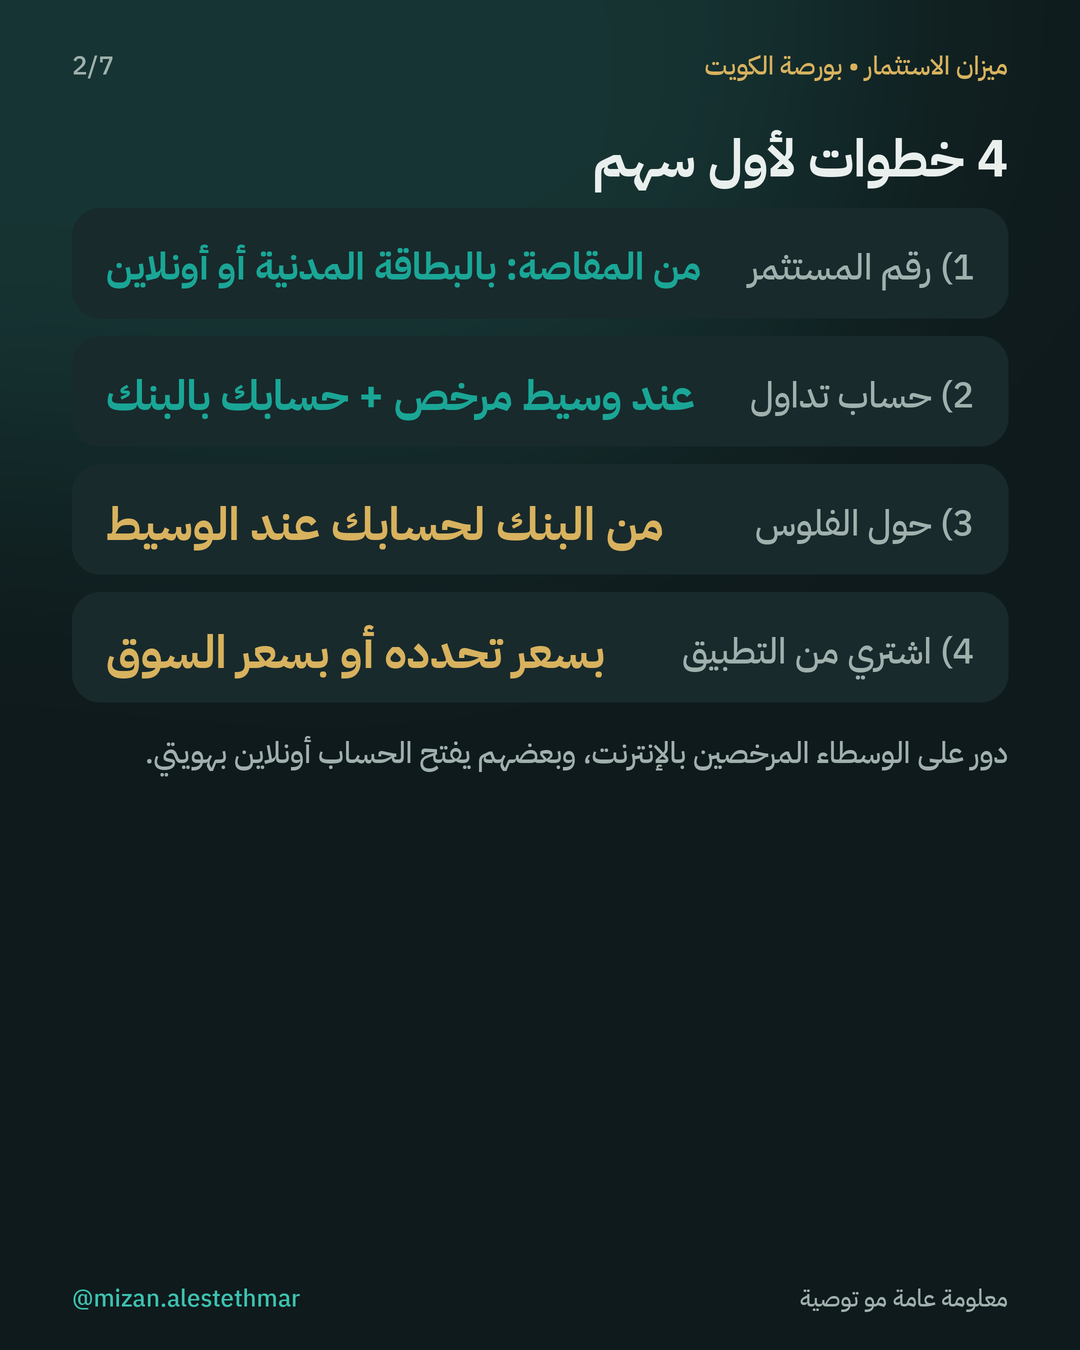 ميزان الاستثمار • بورصة الكويت
2/7
4 خطوات لأول سهم
1) رقم المستثمر من المقاصة: بالبطاقة المدنية أو أونلاين
2) حساب تداول عند وسيط مرخص + حسابك بالبنك
3) حول الفلوس من البنك لحسابك عند الوسيط
4) اشتري من التطبيق بسعر تحدده أو بسعر السوق
دور على الوسطاء المرخصين بالإنترنت، وبعضهم يفتح الحساب أونلاين بهويتي.
معلومة عامة مو توصية
@mizan.alestethmar